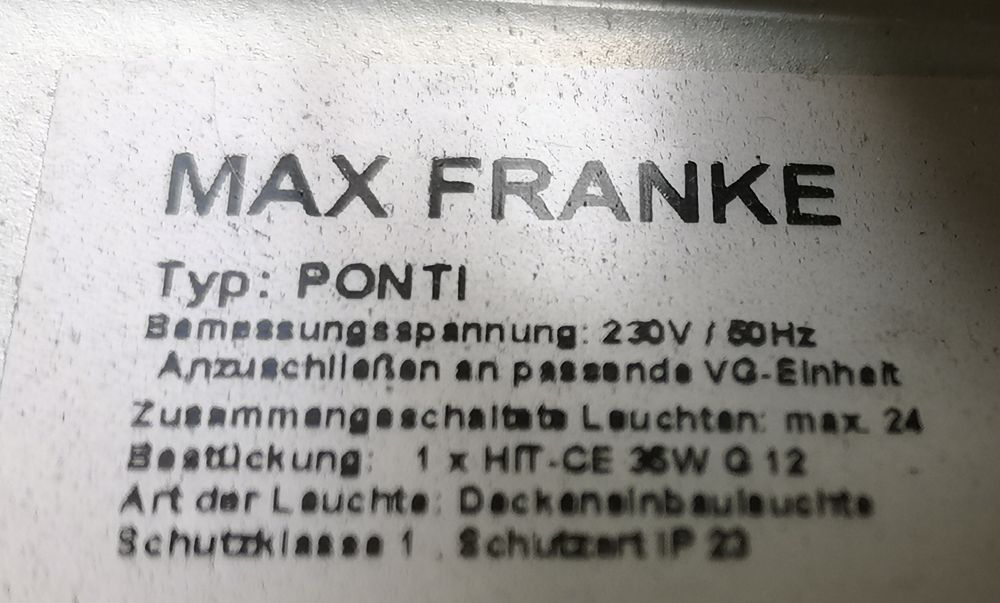 MAX FRANKE
Typ: PONTI
Bemessungsspannung: 230V / 50Hz
Anzuschließen an passende VG-Einheit
Zusammengeschaltete Leuchten: max. 24
Bestückung: 1 x HIT-CE 35W G 12
Art der Leuchte: Deckeneinbauleuchte
Schutzklasse 1 . Schutzart IP 23